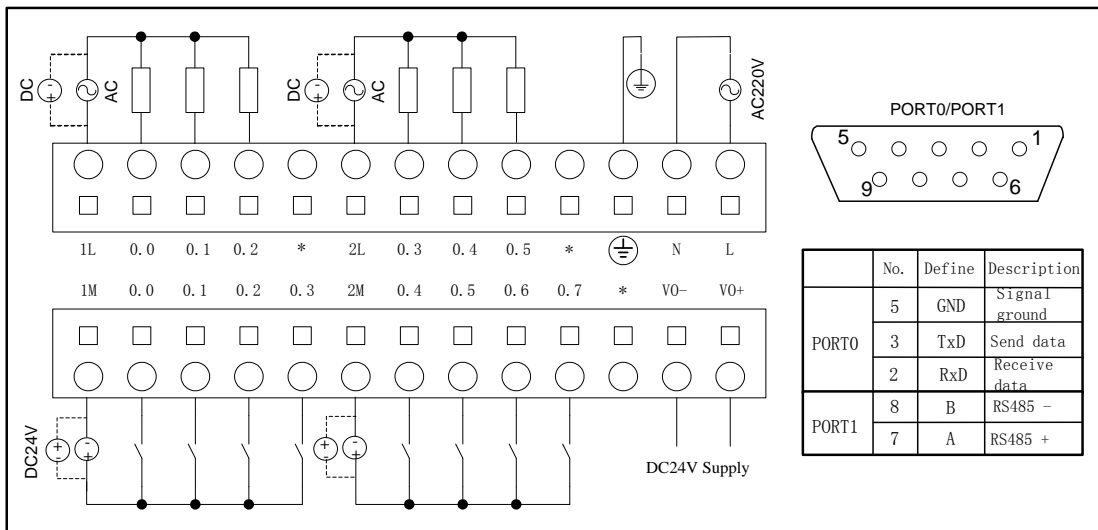 DC
AC
DC
AC
AC220V
1L 0.0 0.1 0.2 * 2L 0.3 0.4 0.5 * N L
1M 0.0 0.1 0.2 0.3 2M 0.4 0.5 0.6 0.7 * VO- VO+
DC24V
DC24V Supply
PORT0/PORT1
5 1
9 6
No. Define Description
PORT0 5 GND Signal ground
3 TxD Send data
2 RxD Receive data
PORT1 8 B RS485 -
7 A RS485 +